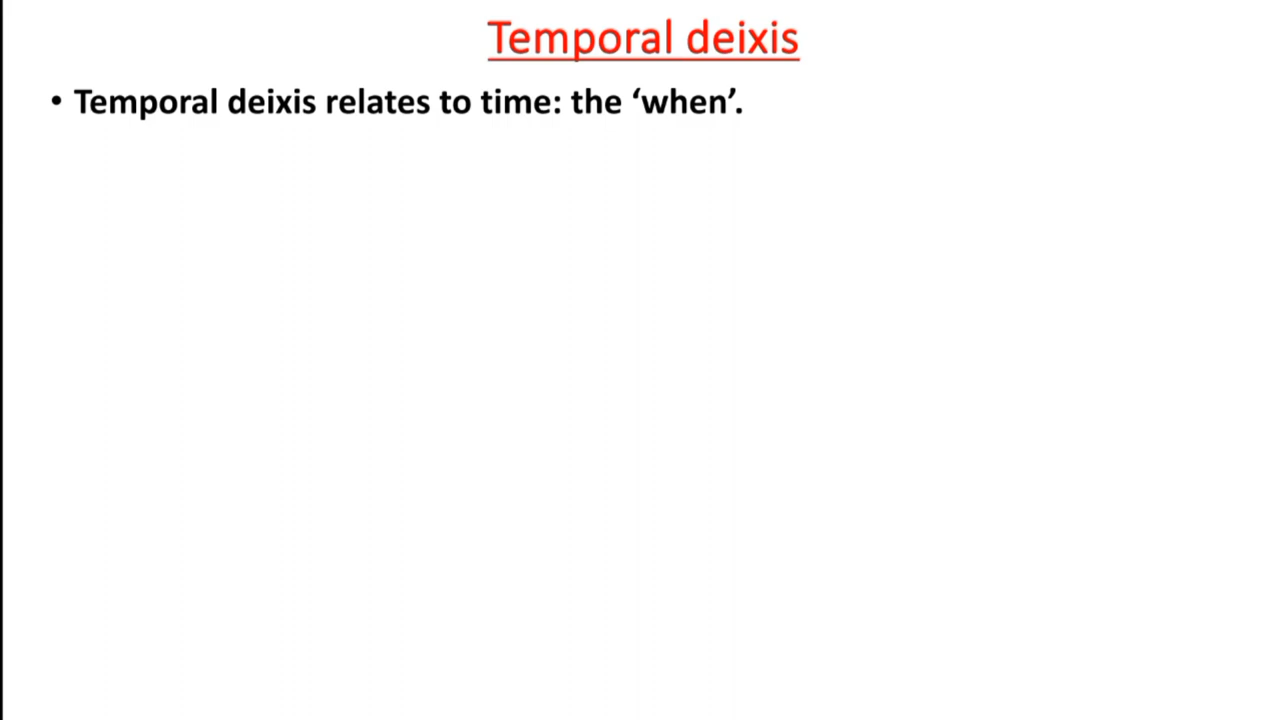 Temporal deixis
• Temporal deixis relates to time: the ‘when’.